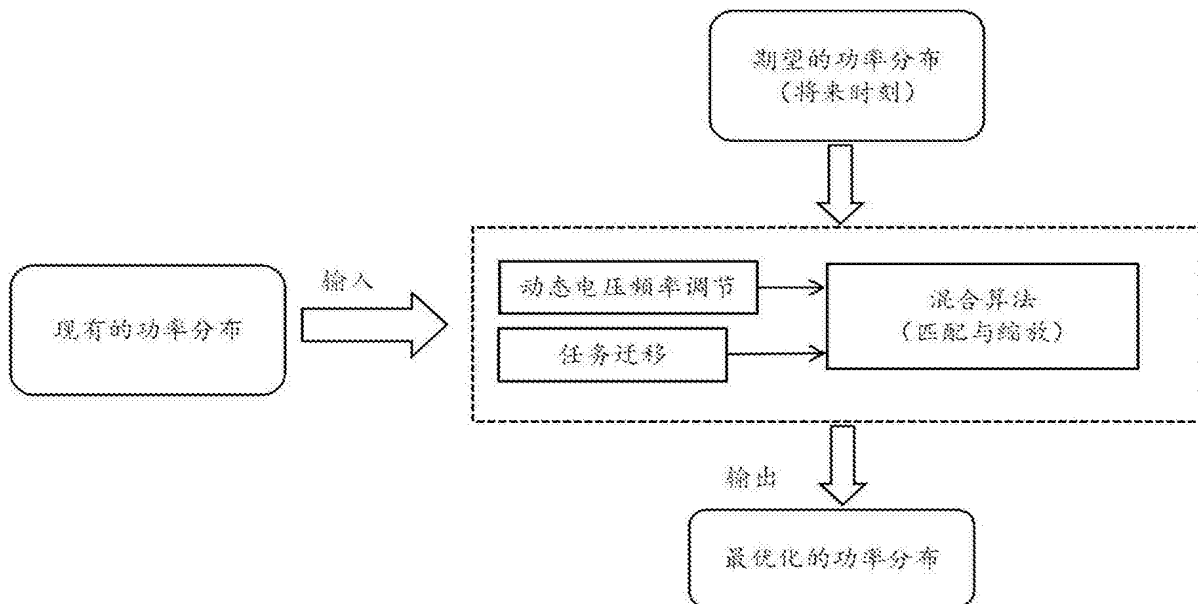 期望的功率分布
（将来时刻）
输入
现有的功率分布
动态电压频率调节
任务迁移
混合算法
（匹配与缩放）
输出
最优化的功率分布